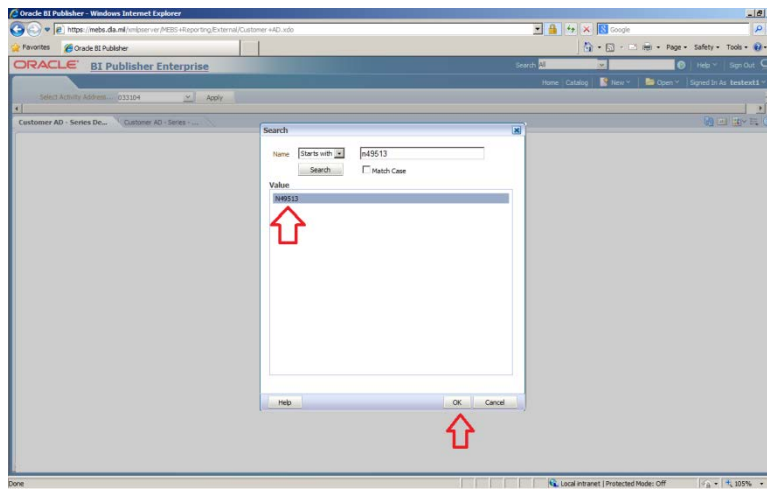 Oracle BI Publisher - Windows Internet Explorer
https://mebs.dla.mil/xmlpserver/MEBS+Reporting/External/Customer+AD.xdo
Google
Favorites Oracle BI Publisher Page Safety Tools
ORACLE BI Publisher Enterprise Search All Help Sign Out
Home Catalog New Open Signed In As testext1
Select Activity Address... 033104 Apply
Customer AD - Series De... Customer AD - Series - ...
Search
Name Starts with n49513
Search Match Case
Value
N49513
Help OK Cancel
Done Local intranet | Protected Mode: Off 105%